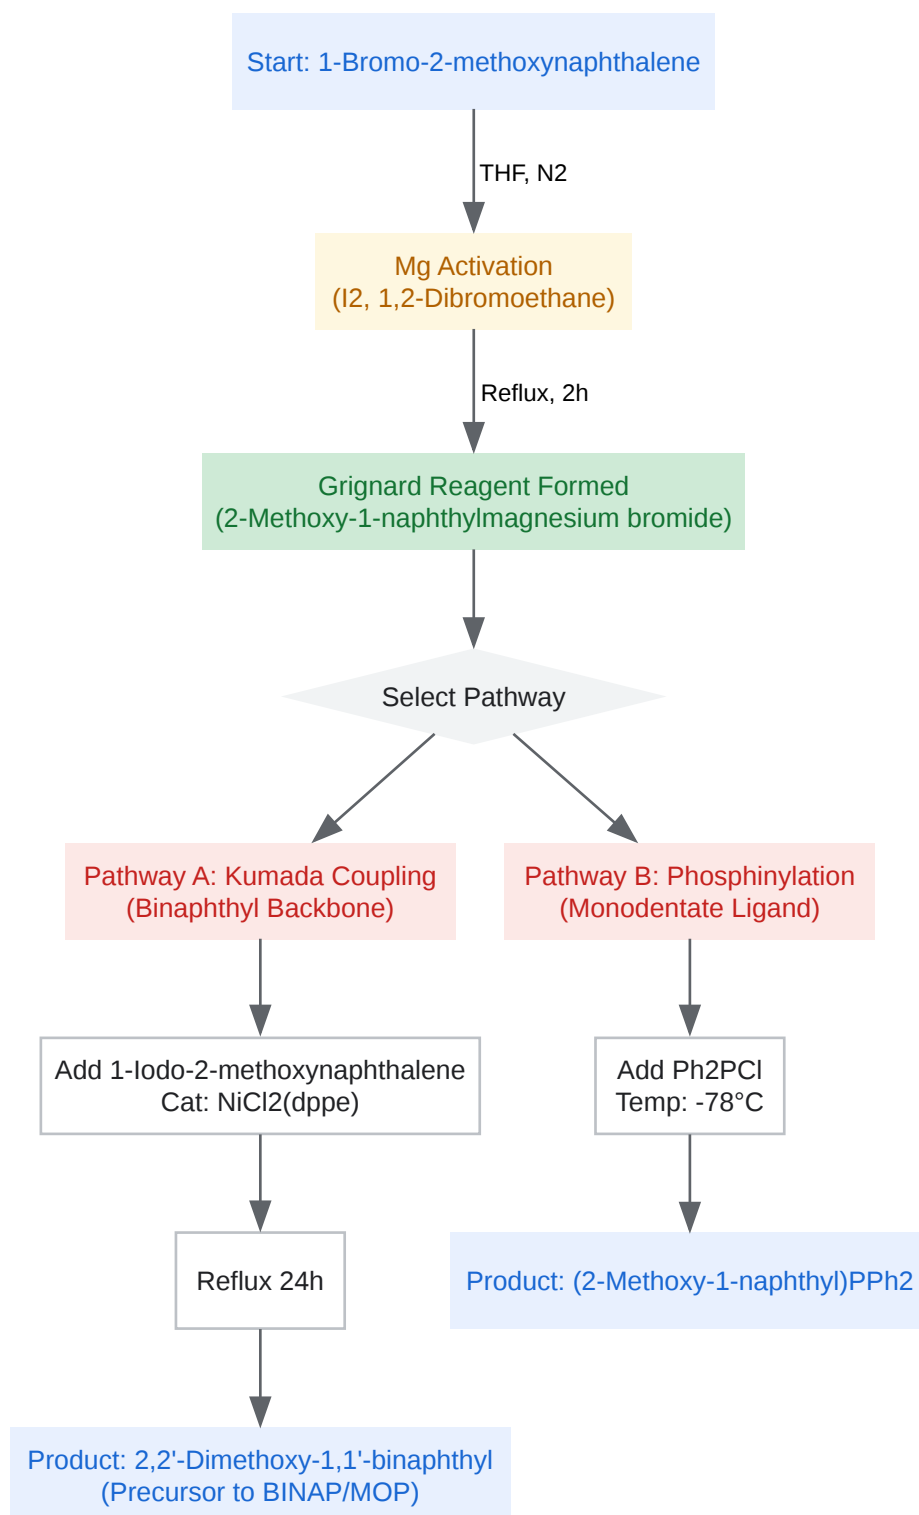 Start: 1-Bromo-2-methoxynaphthalene
THF, N2
Mg Activation
(I2, 1,2-Dibromoethane)
Reflux, 2h
Grignard Reagent Formed
(2-Methoxy-1-naphthylmagnesium bromide)
Select Pathway
Pathway A: Kumada Coupling
(Binaphthyl Backbone)
Pathway B: Phosphinylation
(Monodentate Ligand)
Add 1-Iodo-2-methoxynaphthalene
Cat: NiCl2(dppe)
Add Ph2PCl
Temp: -78°C
Reflux 24h
Product: (2-Methoxy-1-naphthyl)PPh2
Product: 2,2'-Dimethoxy-1,1'-binaphthyl
(Precursor to BINAP/MOP)